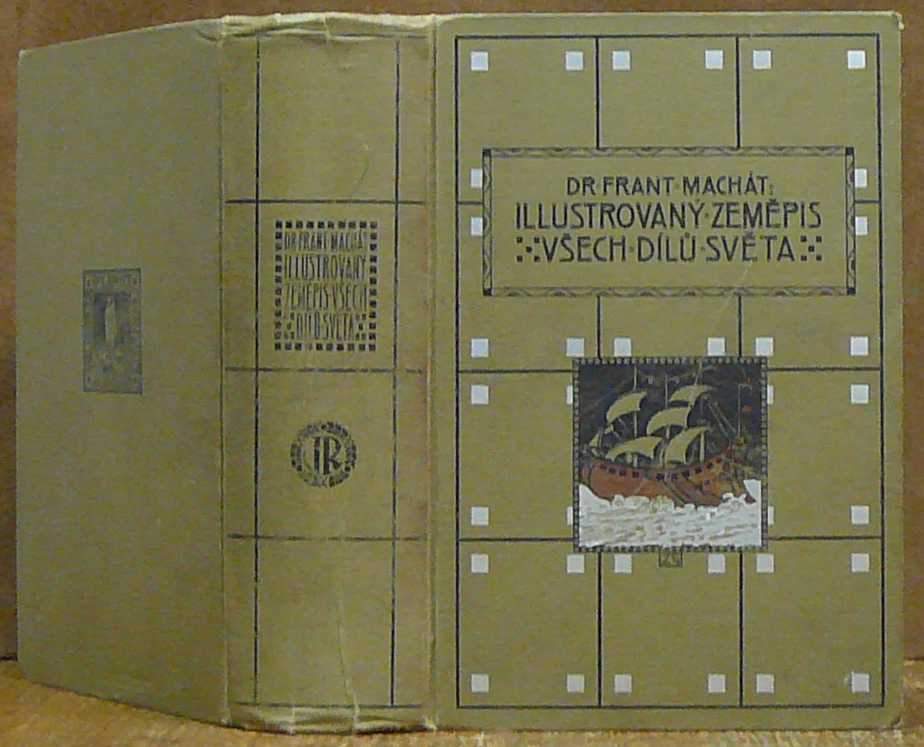 DR FRANT·MACHÁT:
ILLUSTROVANÝ·ZEMĚPIS
VŠECH·DÍLŮ·SVĚTA
DR FRANT·MACHÁT
ILLUSTROVANÝ
ZEMĚPIS·VŠECH
DÍLŮ·SVĚTA